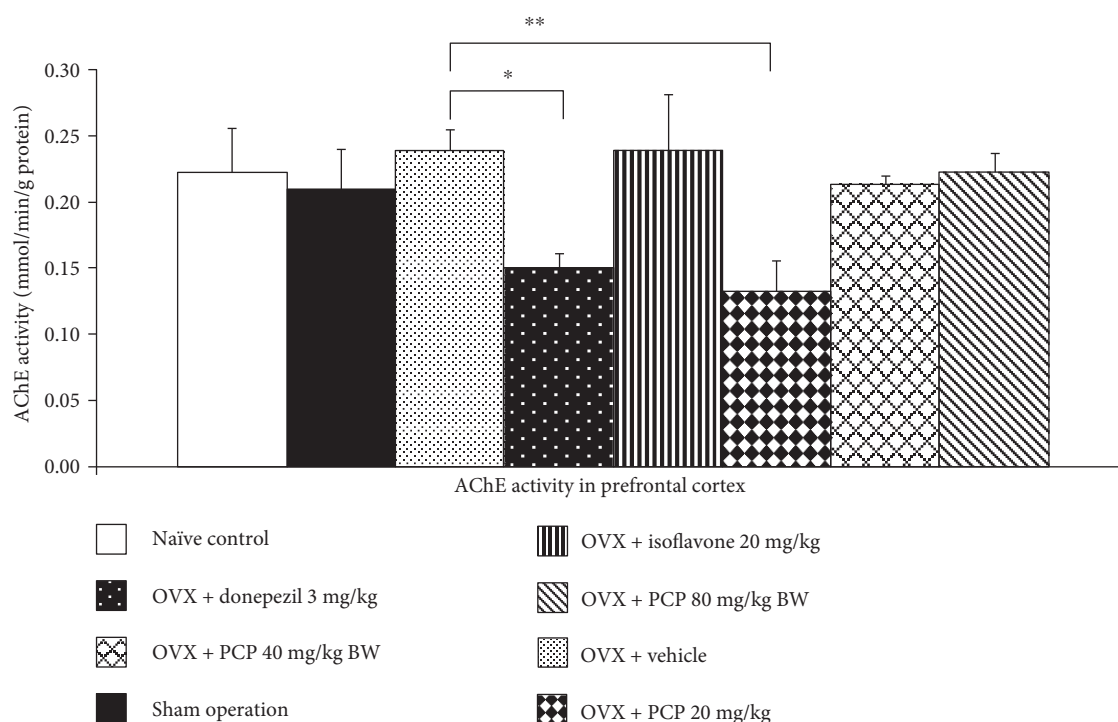 **
*
0.30
0.25
0.20
0.15
0.10
0.05
0.00
AChE activity (mmol/min/g protein)
AChE activity in prefrontal cortex
Naïve control
OVX + donepezil 3 mg/kg
OVX + PCP 40 mg/kg BW
Sham operation
OVX + isoflavone 20 mg/kg
OVX + PCP 80 mg/kg BW
OVX + vehicle
OVX + PCP 20 mg/kg